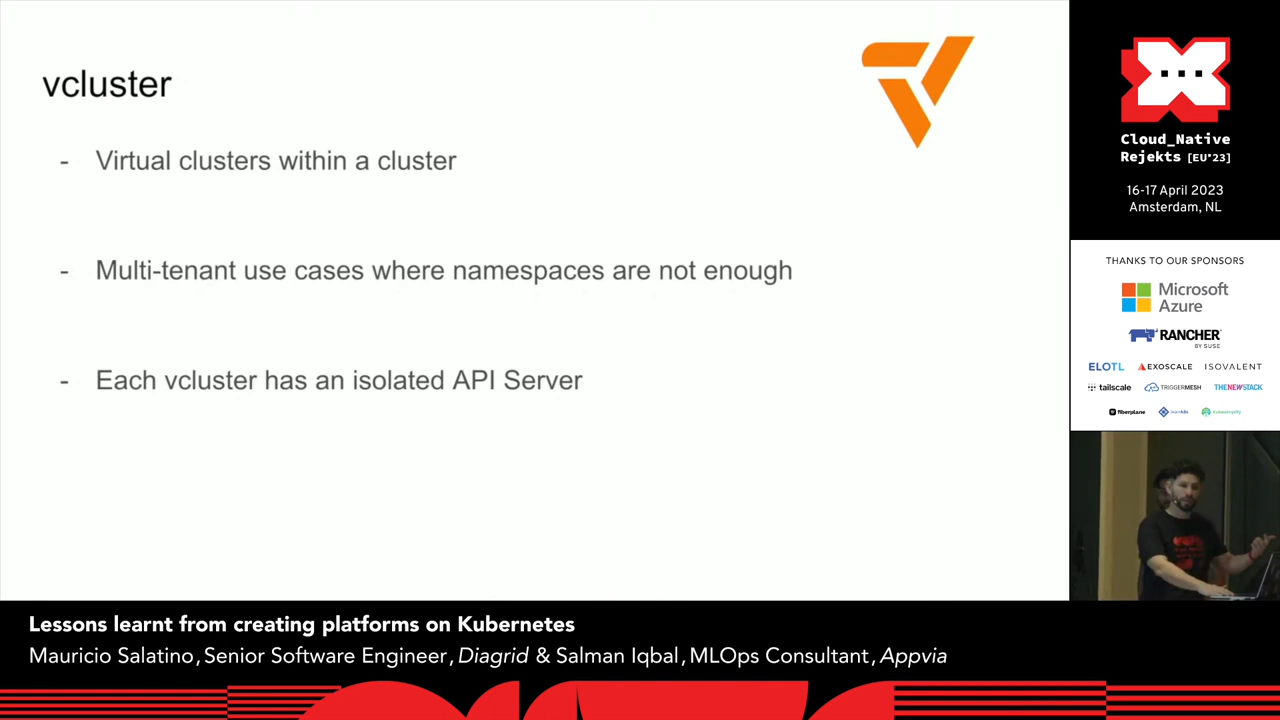 vcluster
- Virtual clusters within a cluster
- Multi-tenant use cases where namespaces are not enough
- Each vcluster has an isolated API Server
Cloud_Native
Rejekts [EU*23]
16-17 April 2023
Amsterdam, NL
THANKS TO OUR SPONSORS
Microsoft
Azure
RANCHER
BY SUSE
ELOTL EXOSCALE ISOVALENT
tailscale TRIGGERMESH THENEWSTACK
fiberplane
Lessons learnt from creating platforms on Kubernetes
Mauricio Salatino, Senior Software Engineer, Diagrid & Salman Iqbal, MLOps Consultant, Appvia